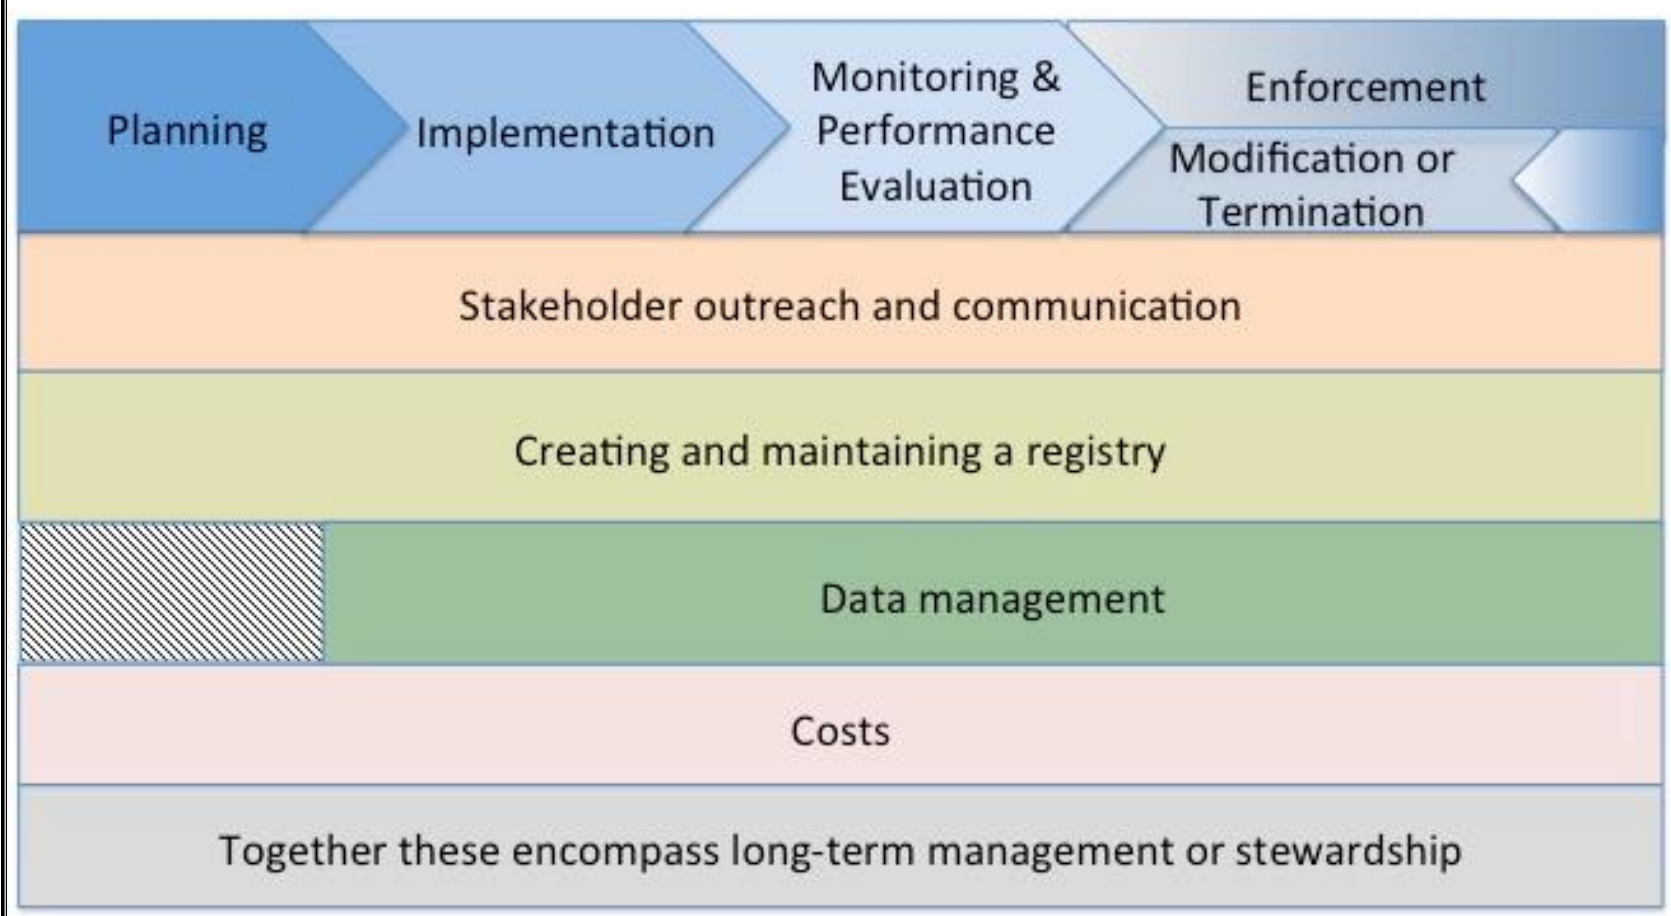 Planning
Implementation
Monitoring &
Performance
Evaluation
Enforcement
Modification or
Termination
Stakeholder outreach and communication
Creating and maintaining a registry
Data management
Costs
Together these encompass long-term management or stewardship